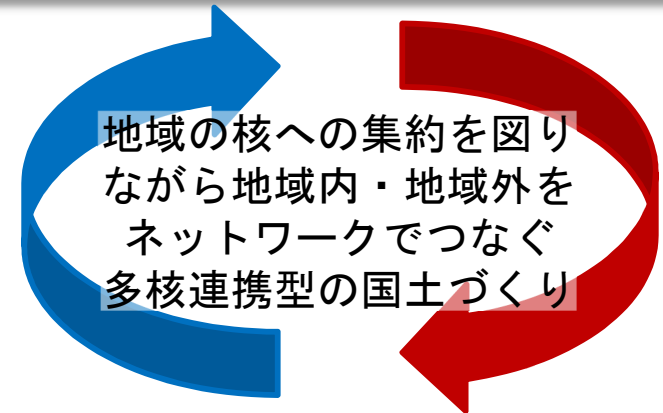 地域の核への集約を図り
ながら地域内・地域外を
ネットワークでつなぐ
多核連携型の国土づくり